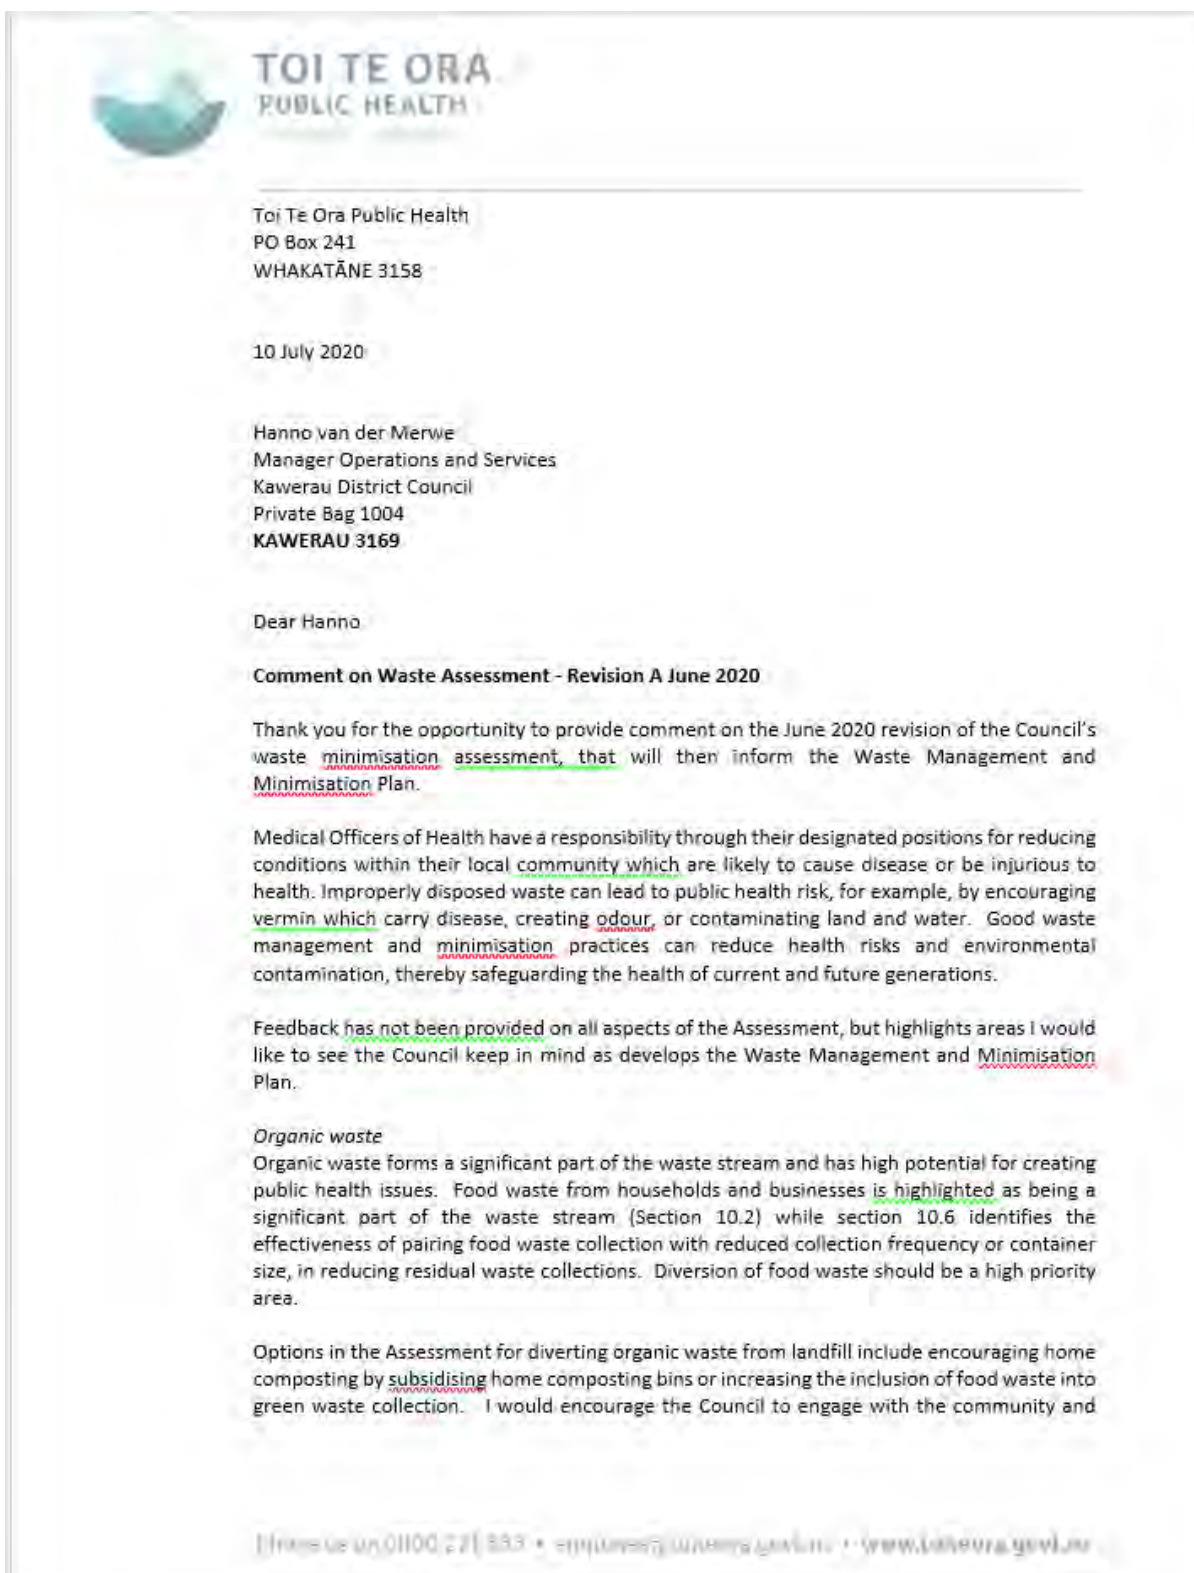 TOI TE ORA
PUBLIC HEALTH
Toi Te Ora Public Health
PO Box 241
WHAKATĀNE 3158
10 July 2020
Hanno van der Merwe
Manager Operations and Services
Kawerau District Council
Private Bag 1004
KAWERAU 3169
Dear Hanno
Comment on Waste Assessment - Revision A June 2020
Thank you for the opportunity to provide comment on the June 2020 revision of the Council's
waste minimisation assessment, that will then inform the Waste Management and
Minimisation Plan.
Medical Officers of Health have a responsibility through their designated positions for reducing
conditions within their local community which are likely to cause disease or be injurious to
health. Improperly disposed waste can lead to public health risk, for example, by encouraging
vermin which carry disease, creating odour, or contaminating land and water. Good waste
management and minimisation practices can reduce health risks and environmental
contamination, thereby safeguarding the health of current and future generations.
Feedback has not been provided on all aspects of the Assessment, but highlights areas I would
like to see the Council keep in mind as develops the Waste Management and Minimisation
Plan.
Organic waste
Organic waste forms a significant part of the waste stream and has high potential for creating
public health issues. Food waste from households and businesses is highlighted as being a
significant part of the waste stream (Section 10.2) while section 10.6 identifies the
effectiveness of pairing food waste collection with reduced collection frequency or container
size, in reducing residual waste collections. Diversion of food waste should be a high priority
area.
Options in the Assessment for diverting organic waste from landfill include encouraging home
composting by subsidising home composting bins or increasing the inclusion of food waste into
green waste collection. I would encourage the Council to engage with the community and